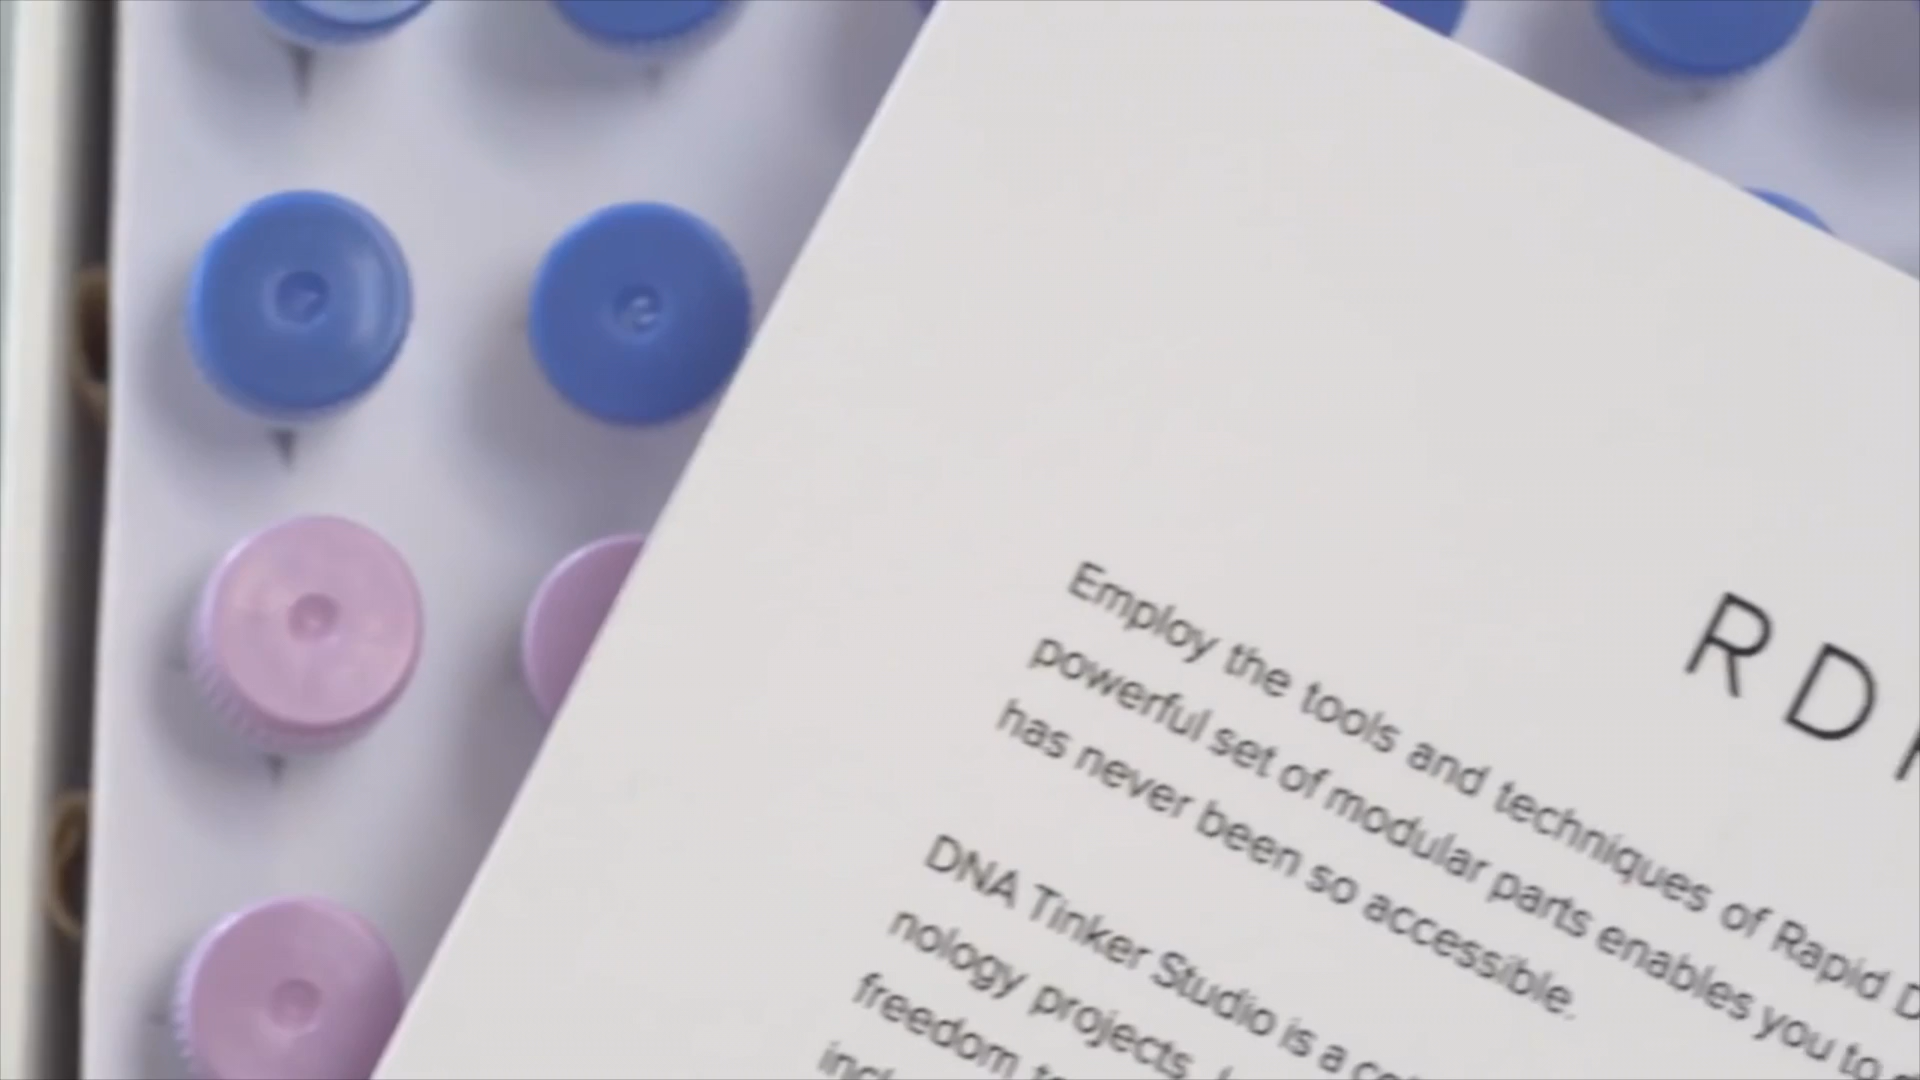 RD
Employ the tools and techniques of Rapid
powerful set of modular parts enables you to
has never been so accessible.
DNA Tinker Studio is a
nology projects.
freedom